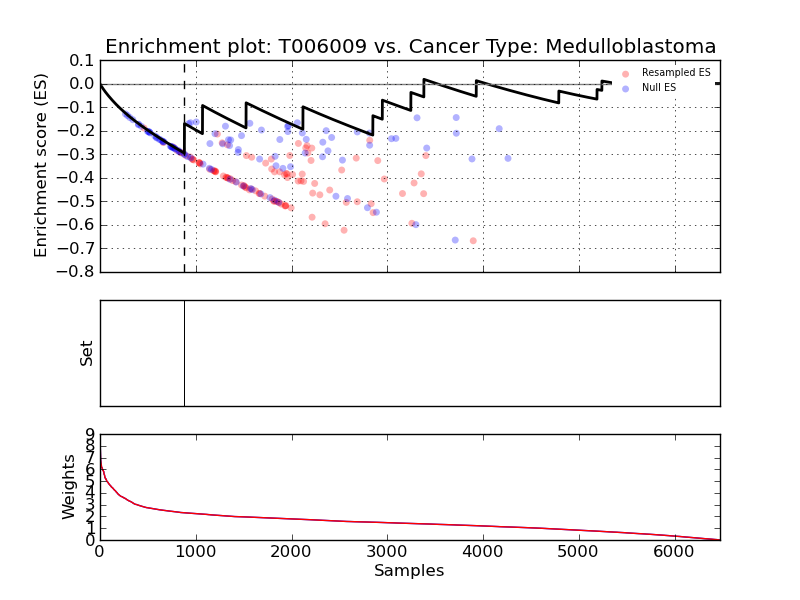 Enrichment plot: T006009 vs. Cancer Type: Medulloblastoma
Enrichment score (ES)
0.1
0.0
−0.1
−0.2
−0.3
−0.4
−0.5
−0.6
−0.7
−0.8
Resampled ES
Null ES
Set
Weights
9
8
7
6
5
4
3
2
1
0
0 1000 2000 3000 4000 5000 6000
Samples